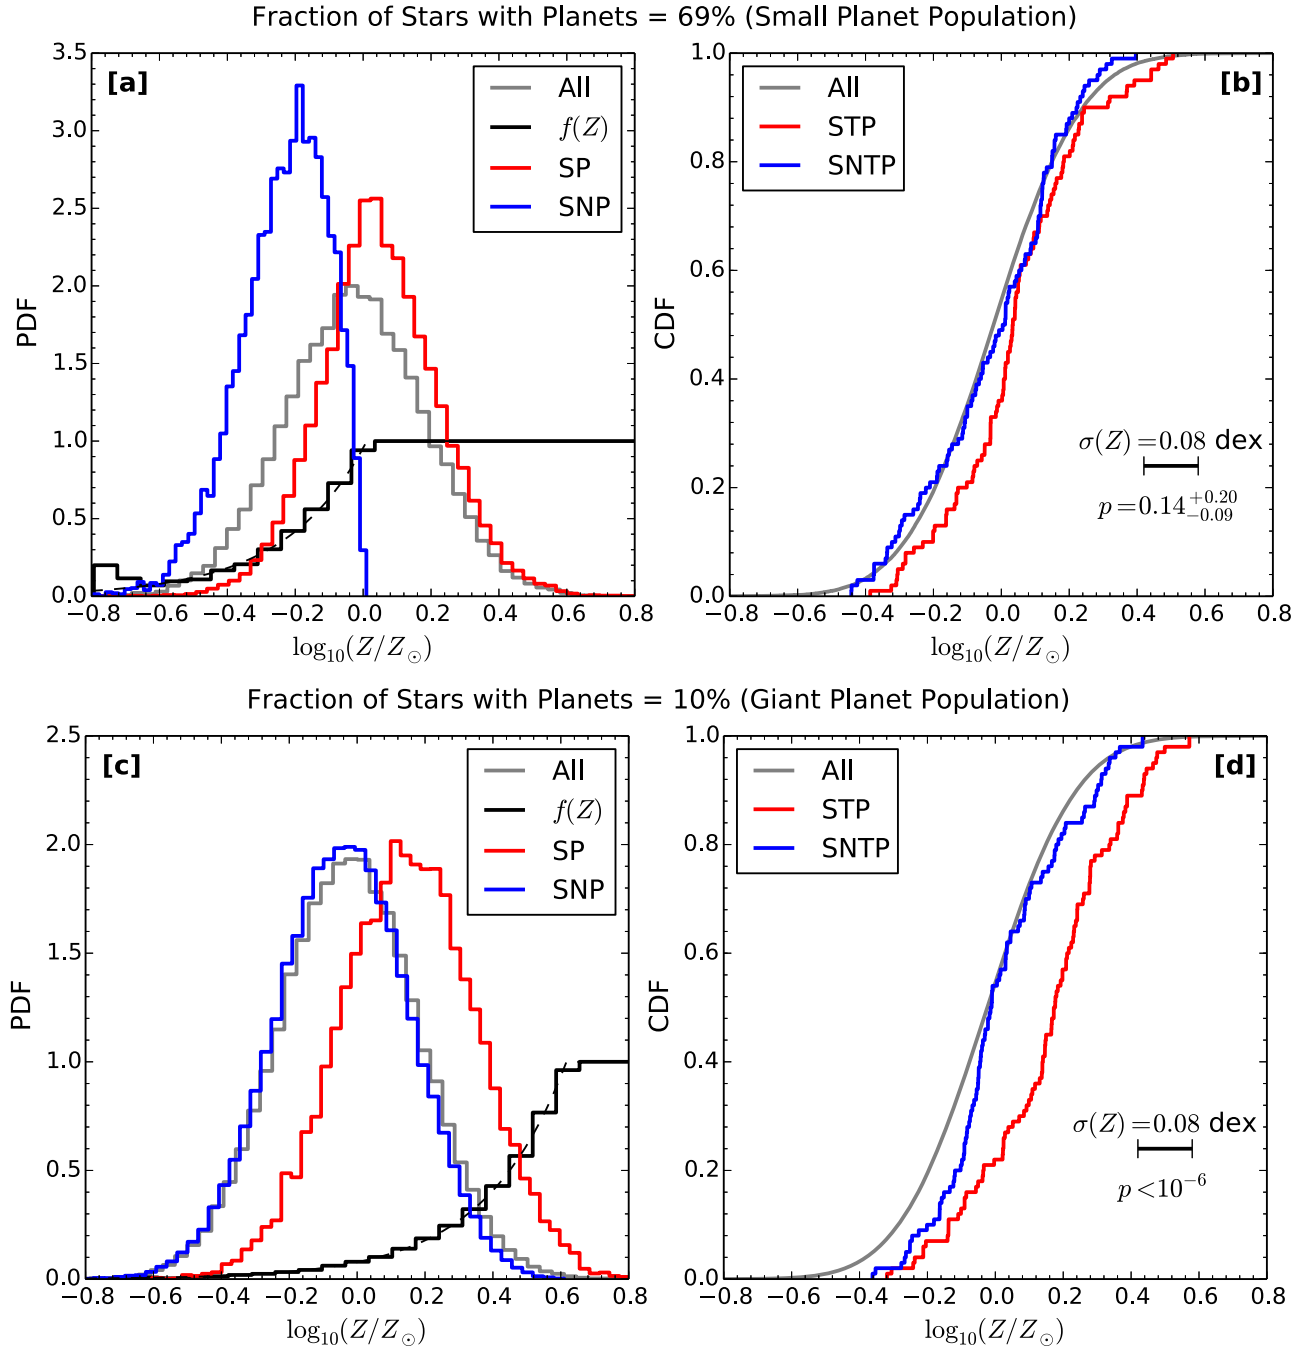 Fraction of Stars with Planets = 69% (Small Planet Population)
[a]
All
f(Z)
SP
SNP
3.5
3.0
2.5
2.0
1.5
1.0
0.5
0.0
PDF
−0.8 −0.6 −0.4 −0.2 0.0 0.2 0.4 0.6 0.8
log₁₀(Z/Z⊙)
[b]
All
STP
SNTP
1.0
0.8
0.6
0.4
0.2
0.0
CDF
σ(Z) = 0.08 dex
p = 0.14 +0.20 −0.09
−0.8 −0.6 −0.4 −0.2 0.0 0.2 0.4 0.6 0.8
log₁₀(Z/Z⊙)
Fraction of Stars with Planets = 10% (Giant Planet Population)
[c]
All
f(Z)
SP
SNP
2.5
2.0
1.5
1.0
0.5
0.0
PDF
−0.8 −0.6 −0.4 −0.2 0.0 0.2 0.4 0.6 0.8
log₁₀(Z/Z⊙)
[d]
All
STP
SNTP
1.0
0.8
0.6
0.4
0.2
0.0
CDF
σ(Z) = 0.08 dex
p < 10⁻⁶
−0.8 −0.6 −0.4 −0.2 0.0 0.2 0.4 0.6 0.8
log₁₀(Z/Z⊙)